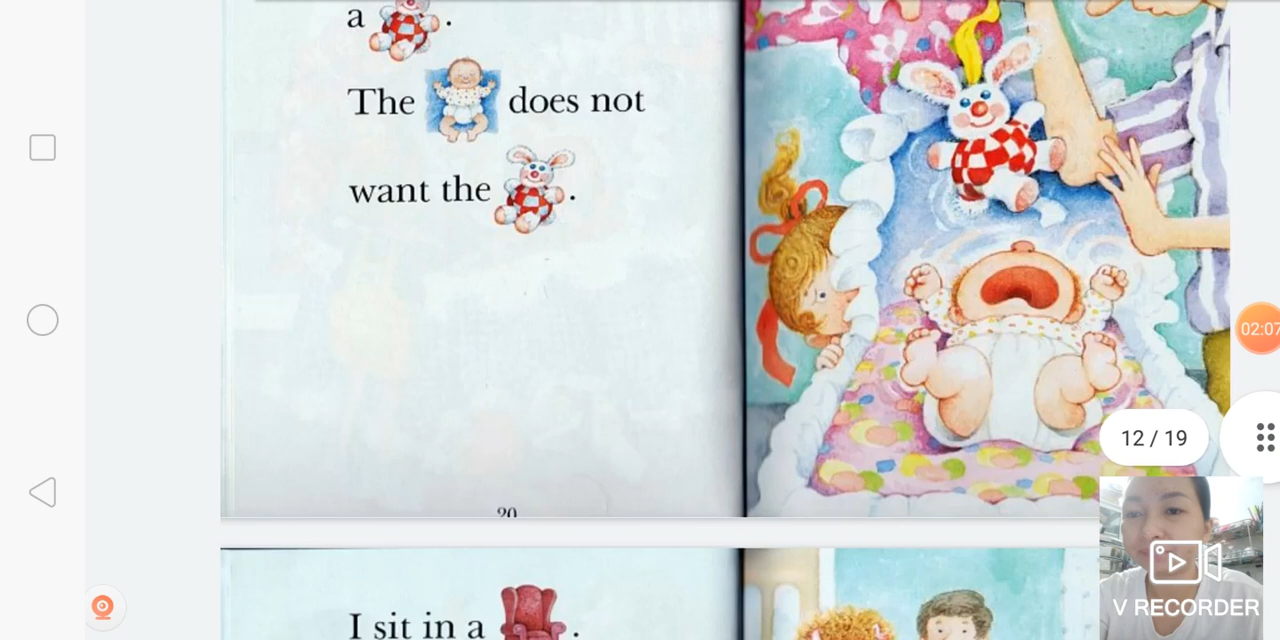 a .
The does not
want the .
20
I sit in a .
02:07
12 / 19
V RECORDER